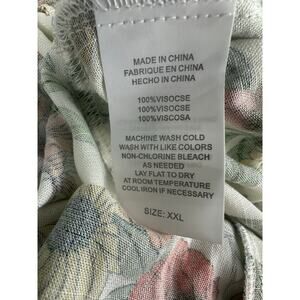 MADE IN CHINA
FABRIQUE EN CHINA
HECHO IN CHINA
100%VISOCSE
100%VISOCSE
100%VISCOSA
MACHINE WASH COLD
WASH WITH LIKE COLORS
NON-CHLORINE BLEACH
AS NEEDED
LAY FLAT TO DRY
AT ROOM TEMPERATURE
COOL IRON IF NECESSARY
SIZE: XXL